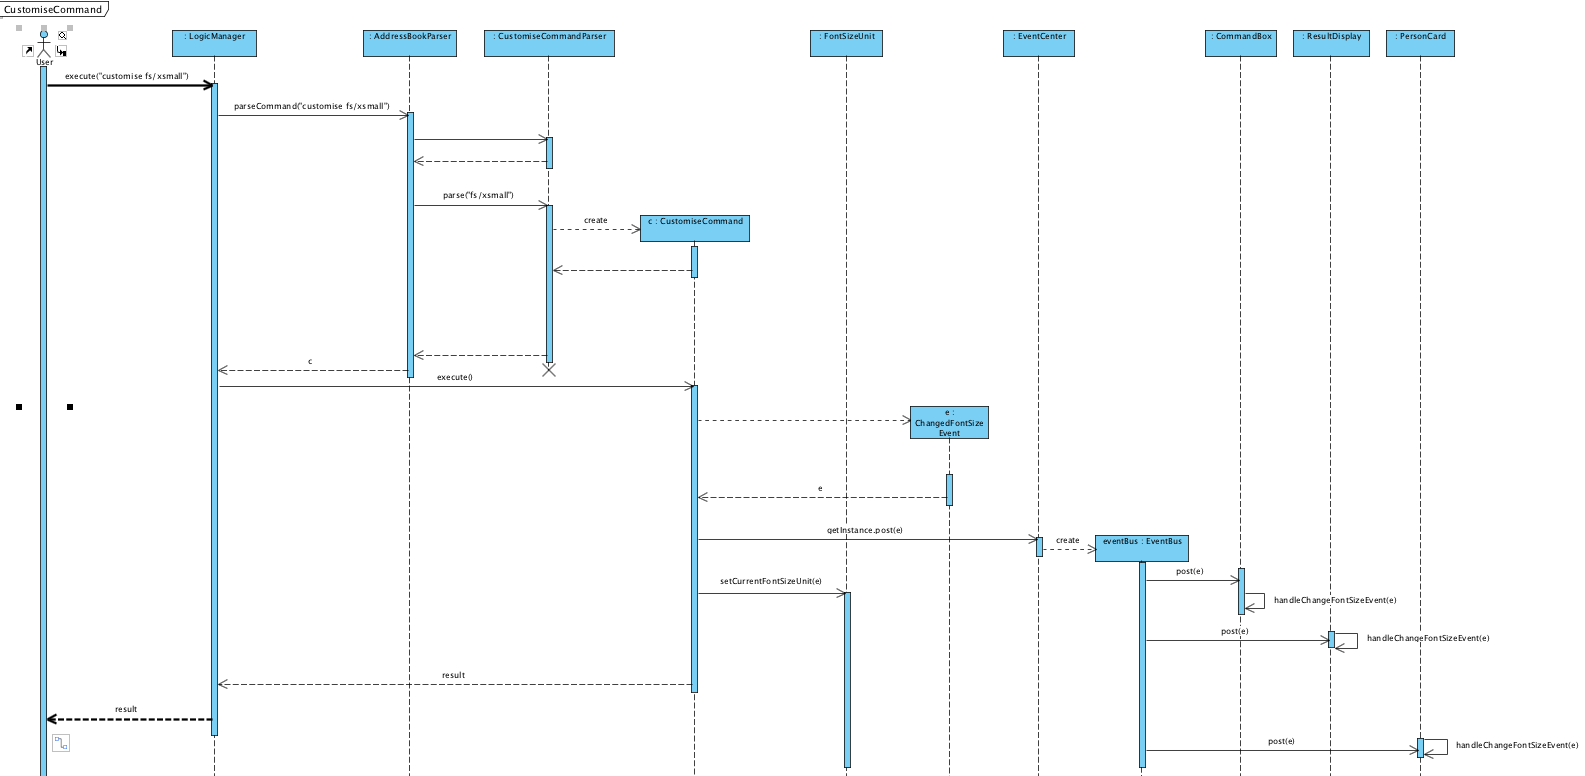 CustomiseCommand
User
: LogicManager
: AddressBookParser
: CustomiseCommandParser
: FontSizeUnit
: EventCenter
: CommandBox
: ResultDisplay
: PersonCard
execute("customise fs/xsmall")
parseCommand("customise fs/xsmall")
parse("fs/xsmall")
create
c : CustomiseCommand
c
execute()
e :
ChangedFontSize
Event
e
getInstance.post(e)
create
eventBus : EventBus
post(e)
setCurrentFontSizeUnit(e)
handleChangeFontSizeEvent(e)
post(e)
handleChangeFontSizeEvent(e)
result
result
post(e)
handleChangeFontSizeEvent(e)